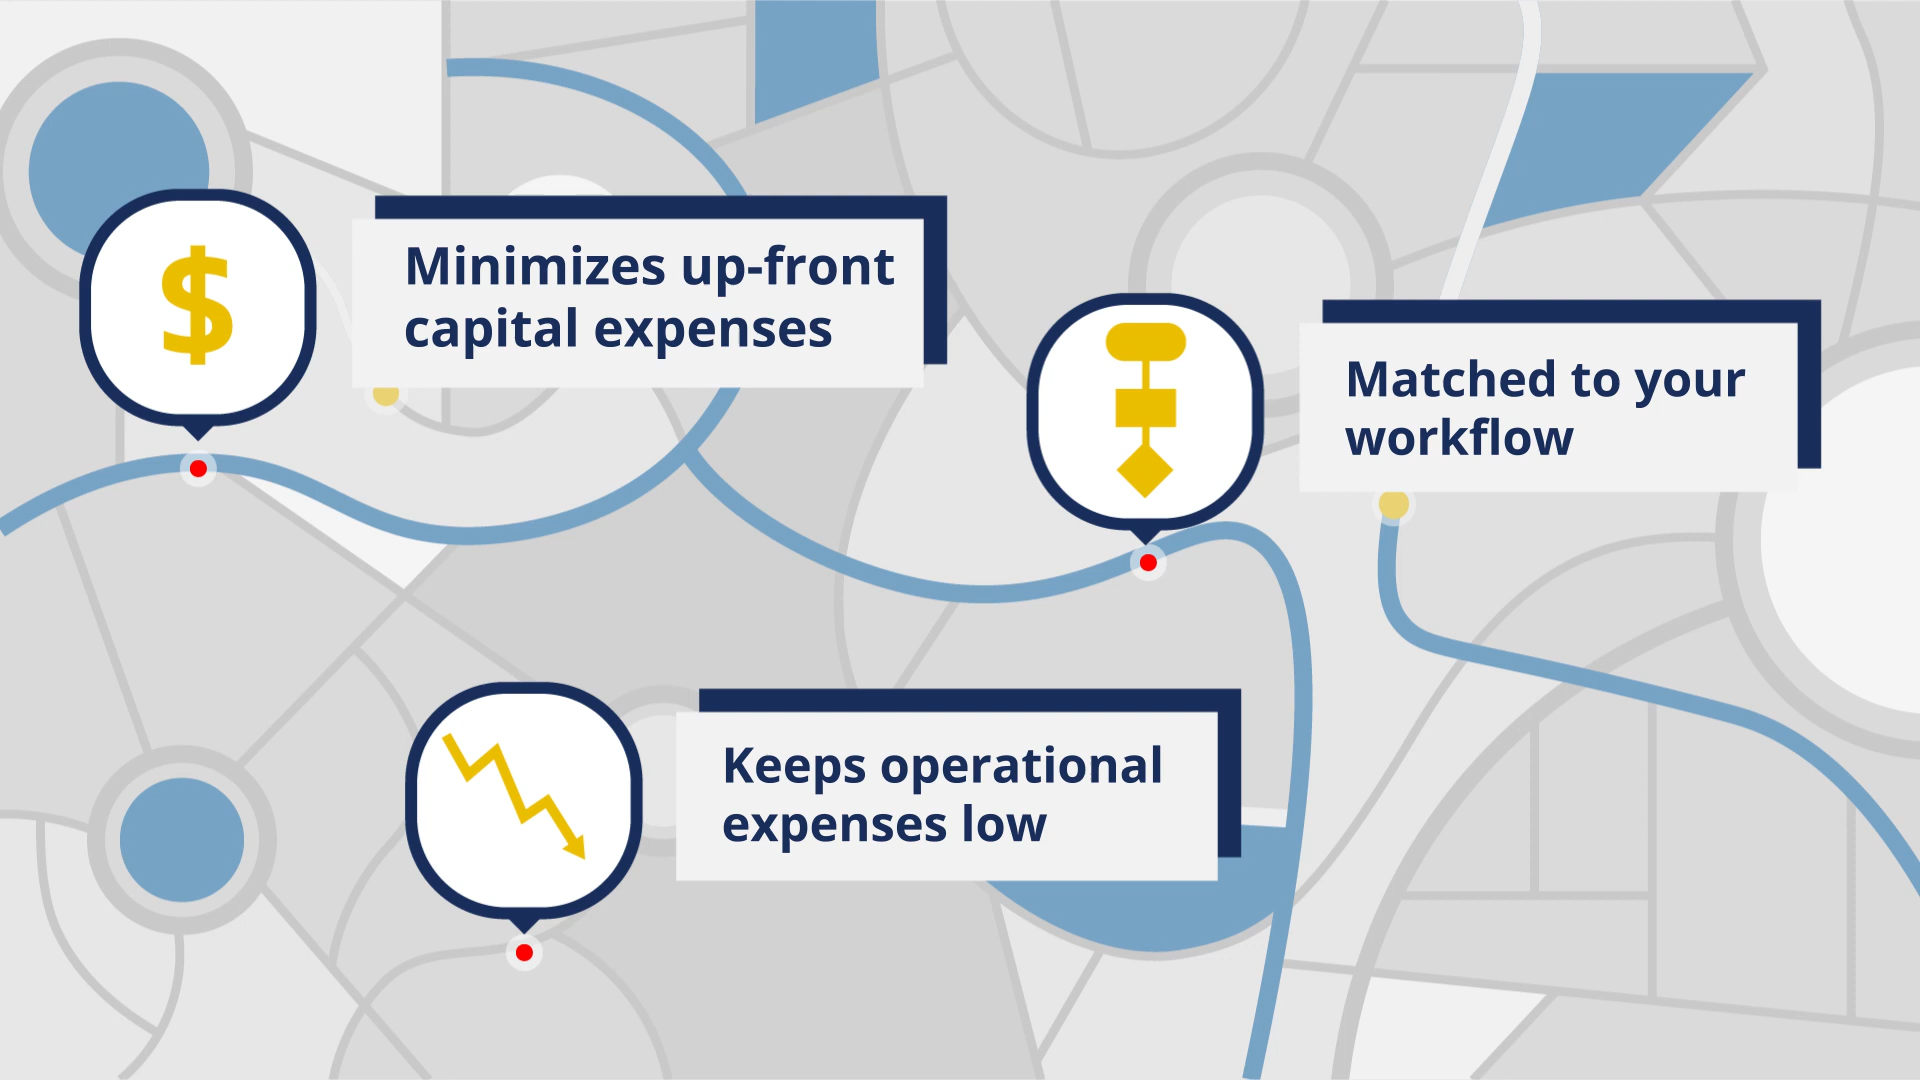 $
Minimizes up-front
capital expenses
Matched to your
workflow
Keeps operational
expenses low